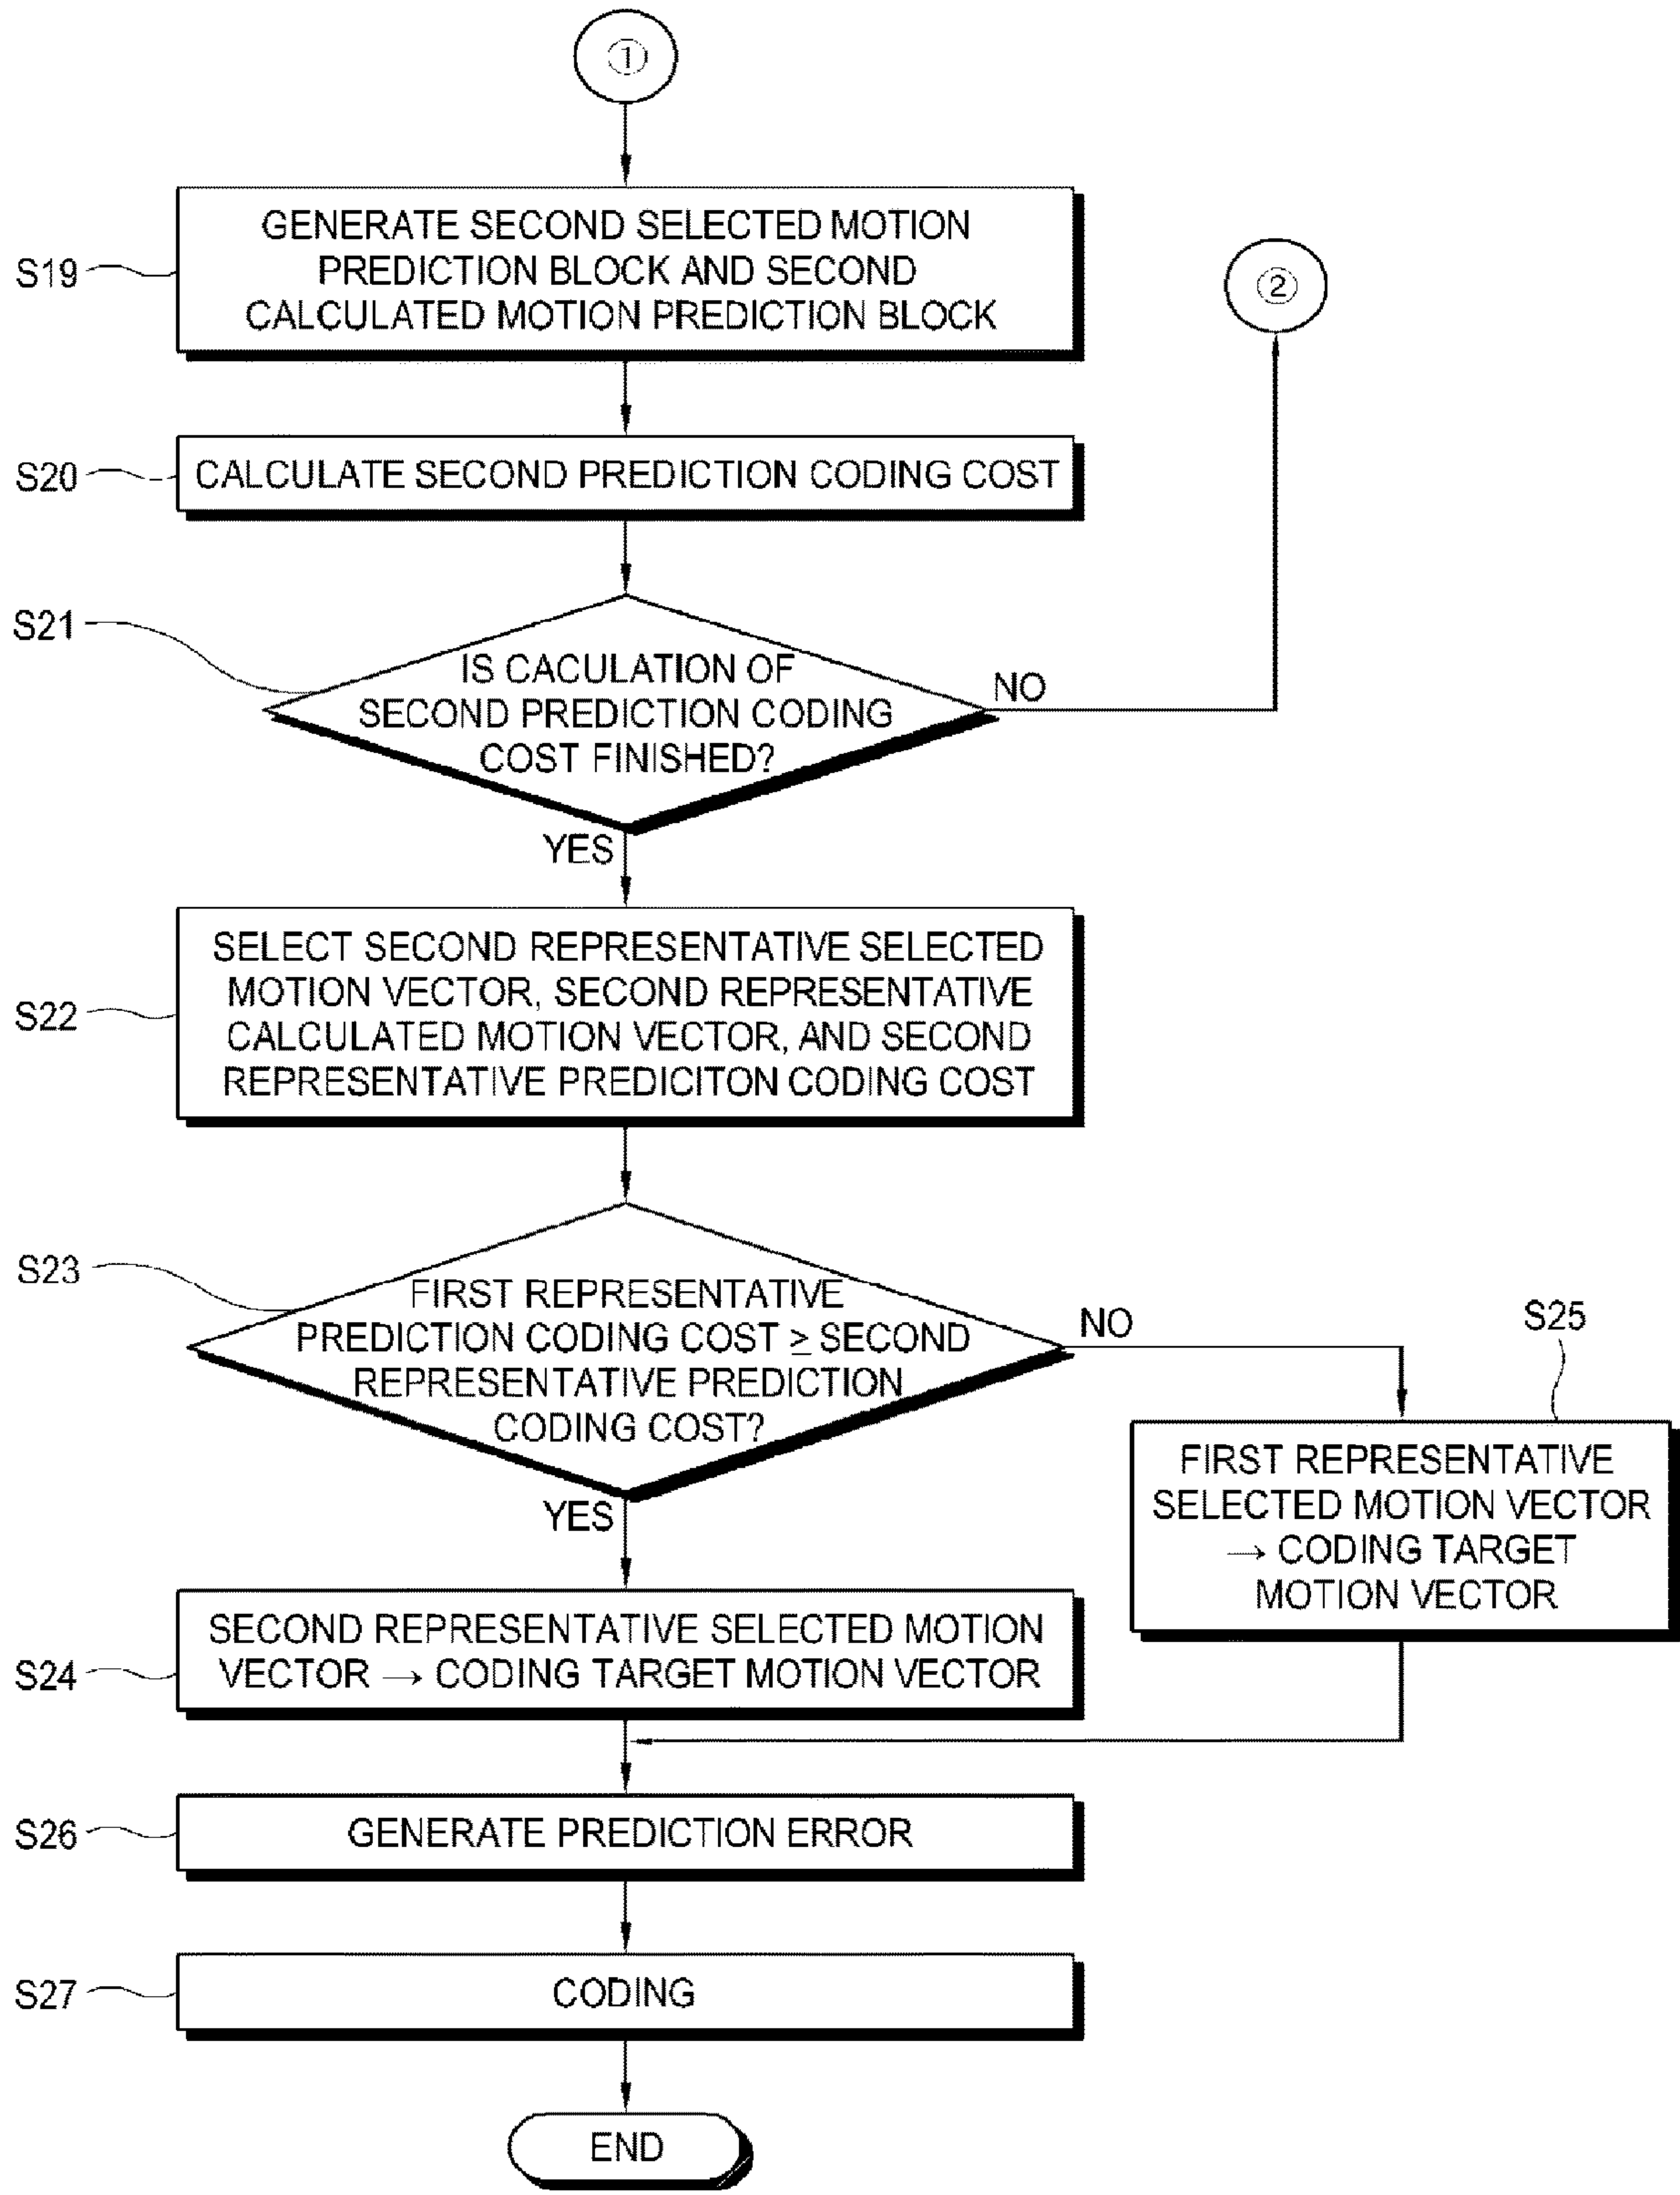 ①
S19
GENERATE SECOND SELECTED MOTION
PREDICTION BLOCK AND SECOND
CALCULATED MOTION PREDICTION BLOCK
②
S20
CALCULATE SECOND PREDICTION CODING COST
S21
IS CACULATION OF
SECOND PREDICTION CODING
COST FINISHED?
NO
YES
S22
SELECT SECOND REPRESENTATIVE SELECTED
MOTION VECTOR, SECOND REPRESENTATIVE
CALCULATED MOTION VECTOR, AND SECOND
REPRESENTATIVE PREDICITON CODING COST
S23
FIRST REPRESENTATIVE
PREDICTION CODING COST ≥ SECOND
REPRESENTATIVE PREDICTION
CODING COST?
NO
YES
S25
FIRST REPRESENTATIVE
SELECTED MOTION VECTOR
→ CODING TARGET
MOTION VECTOR
S24
SECOND REPRESENTATIVE SELECTED MOTION
VECTOR → CODING TARGET MOTION VECTOR
S26
GENERATE PREDICTION ERROR
S27
CODING
END